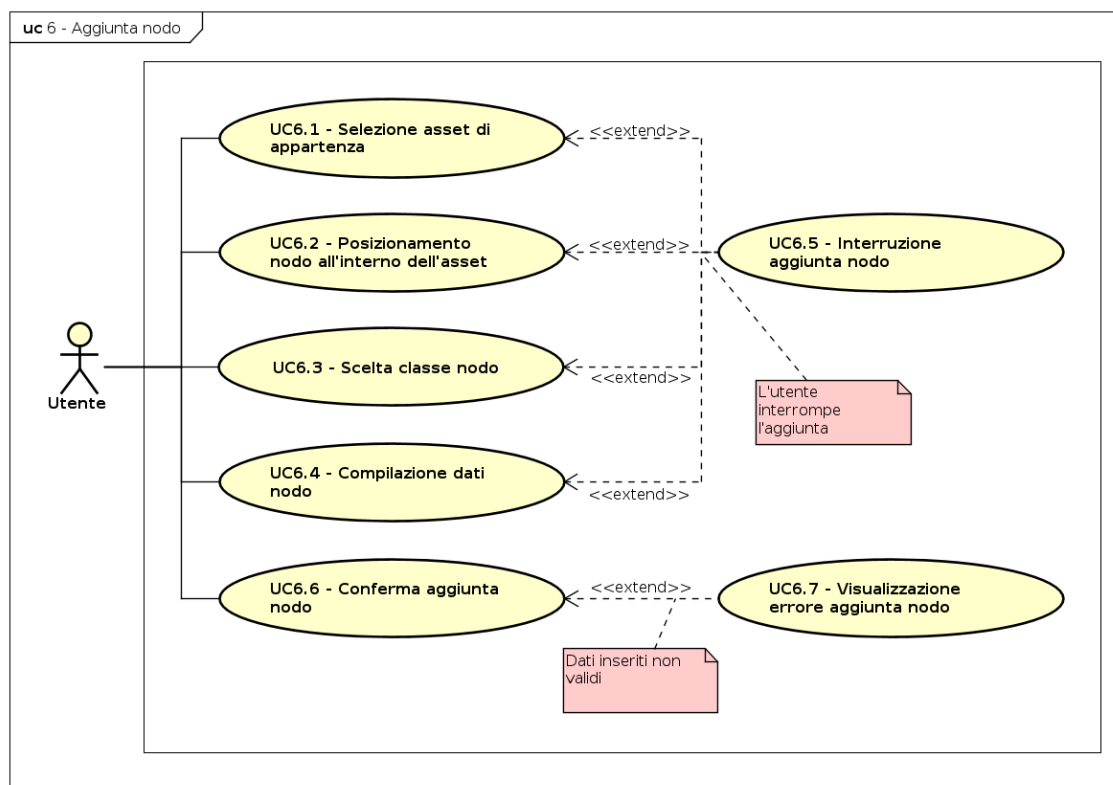 uc 6 - Aggiunta nodo
UC6.1 - Selezione asset di
appartenza
<<extend>>
UC6.2 - Posizionamento
nodo all'interno dell'asset
<<extend>>
UC6.5 - Interruzione
aggiunta nodo
UC6.3 - Scelta classe nodo
<<extend>>
Utente
L'utente
interrompe
l'aggiunta
UC6.4 - Compilazione dati
nodo
<<extend>>
UC6.6 - Conferma aggiunta
nodo
<<extend>>
UC6.7 - Visualizzazione
errore aggiunta nodo
Dati inseriti non
validi